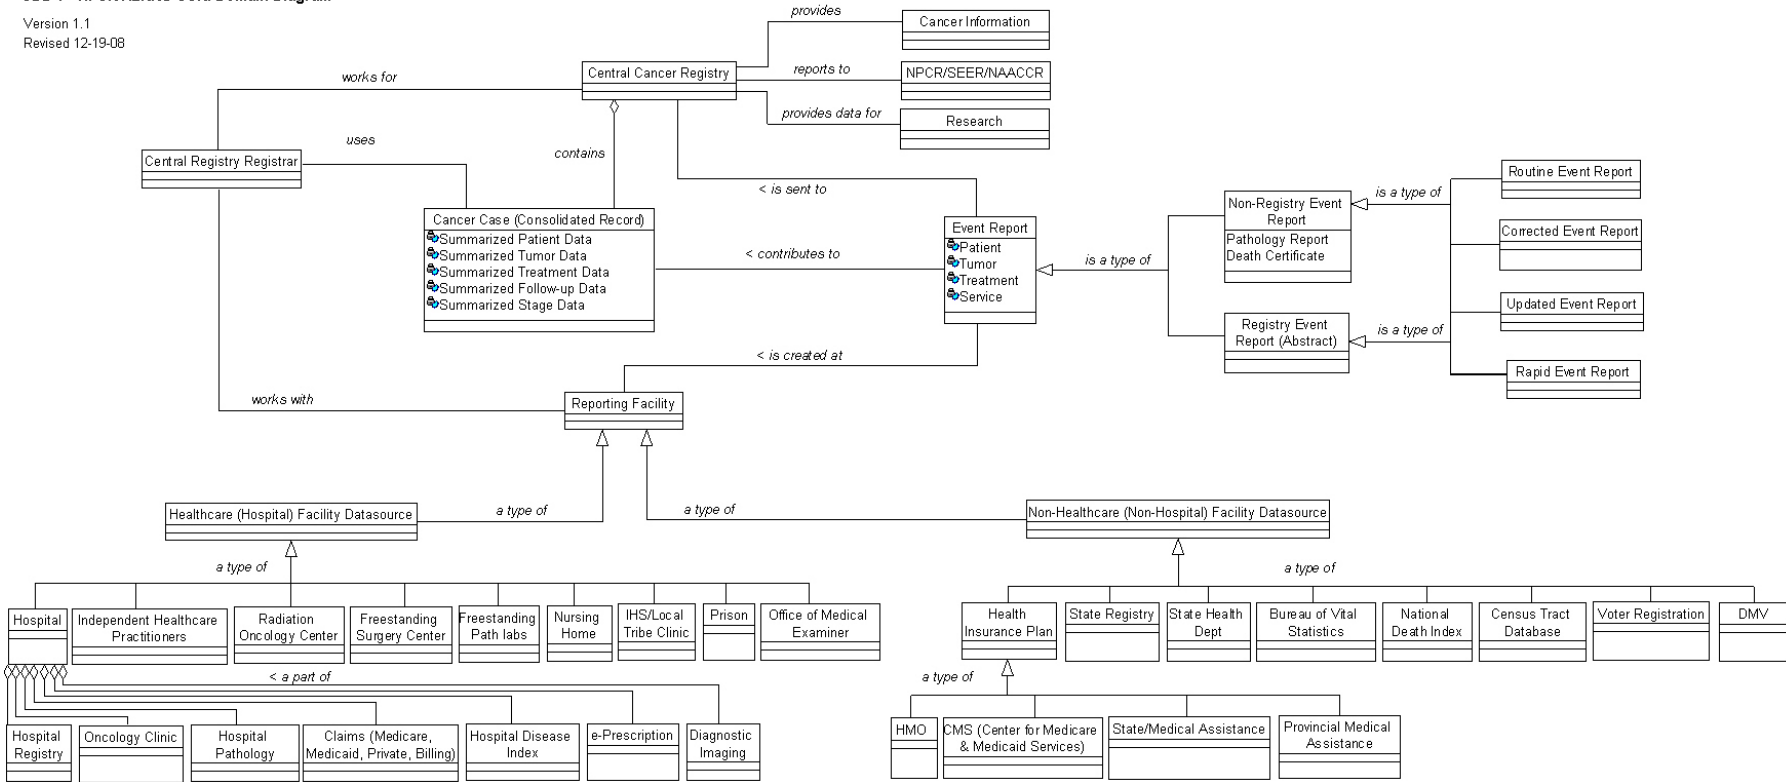 Version 1.1
Revised 12-19-08
provides
Cancer Information
works for
Central Cancer Registry
reports to
NPCR/SEER/NAACCR
provides data for
Research
uses
contains
Central Registry Registrar
< is sent to
Routine Event Report
is a type of
Non-Registry Event
Report
Pathology Report
Death Certificate
Corrected Event Report
Cancer Case (Consolidated Record)
Summarized Patient Data
Summarized Tumor Data
Summarized Treatment Data
Summarized Follow-up Data
Summarized Stage Data
< contributes to
Event Report
Patient
Tumor
Treatment
Service
is a type of
Updated Event Report
Registry Event
Report (Abstract)
is a type of
Rapid Event Report
< is created at
works with
Reporting Facility
Healthcare (Hospital) Facility Datasource
a type of
a type of
Non-Healthcare (Non-Hospital) Facility Datasource
a type of
a type of
Hospital
Independent Healthcare
Practitioners
Radiation
Oncology Center
Freestanding
Surgery Center
Freestanding
Path labs
Nursing
Home
IHS/Local
Tribe Clinic
Prison
Office of Medical
Examiner
Health
Insurance Plan
State Registry
State Health
Dept
Bureau of Vital
Statistics
National
Death Index
Census Tract
Database
Voter Registration
DMV
< a part of
a type of
Hospital
Registry
Oncology Clinic
Hospital
Pathology
Claims (Medicare,
Medicaid, Private, Billing)
Hospital Disease
Index
e-Prescription
Diagnostic
Imaging
HMO
CMS (Center for Medicare
& Medicaid Services)
State/Medical Assistance
Provincial Medical
Assistance